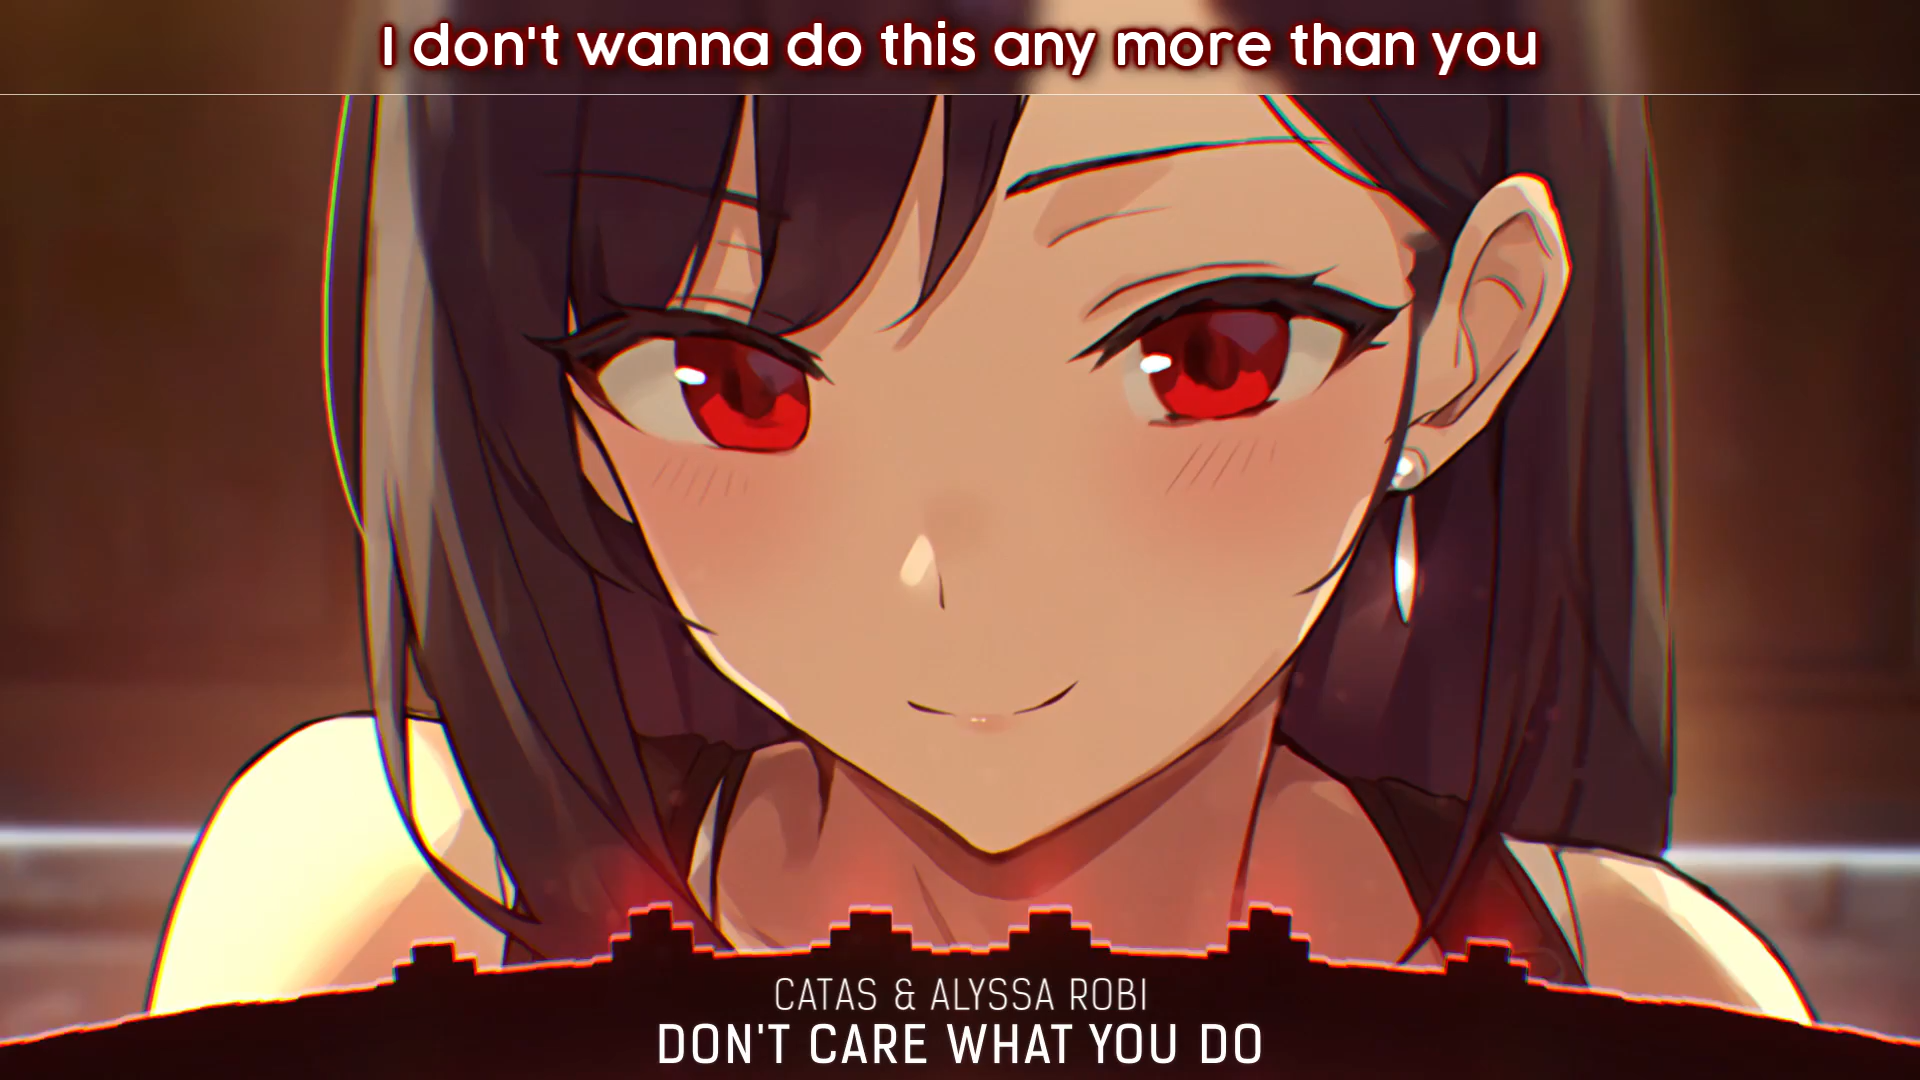 I don't wanna do this any more than you
CATAS & ALYSSA ROBI
DON'T CARE WHAT YOU DO